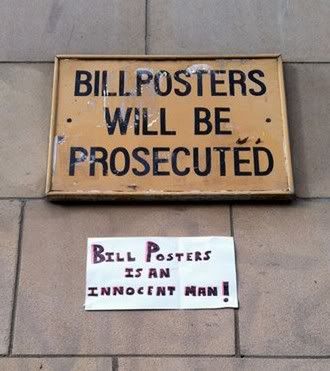 BILLPOSTERS
· WILL BE ·
PROSECUTED
BILL POSTERS
IS AN
INNOCENT MAN!